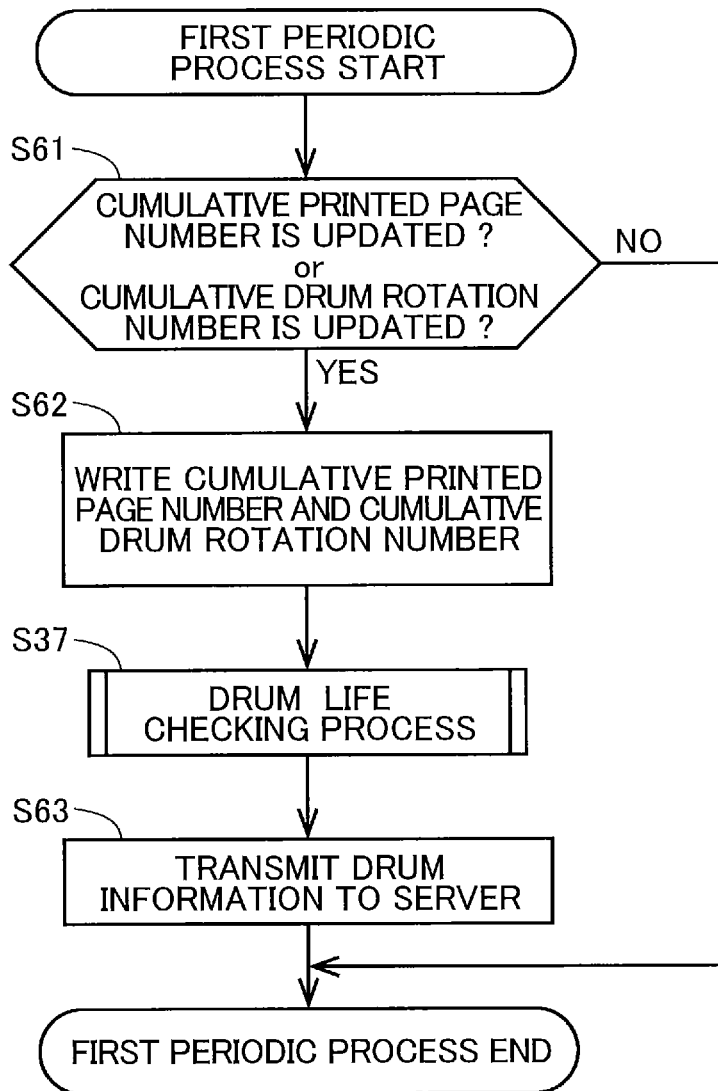 FIRST PERIODIC
PROCESS START
S61
CUMULATIVE PRINTED PAGE
NUMBER IS UPDATED ?
or
CUMULATIVE DRUM ROTATION
NUMBER IS UPDATED ?
NO
YES
S62
WRITE CUMULATIVE PRINTED
PAGE NUMBER AND CUMULATIVE
DRUM ROTATION NUMBER
S37
DRUM LIFE
CHECKING PROCESS
S63
TRANSMIT DRUM
INFORMATION TO SERVER
FIRST PERIODIC PROCESS END